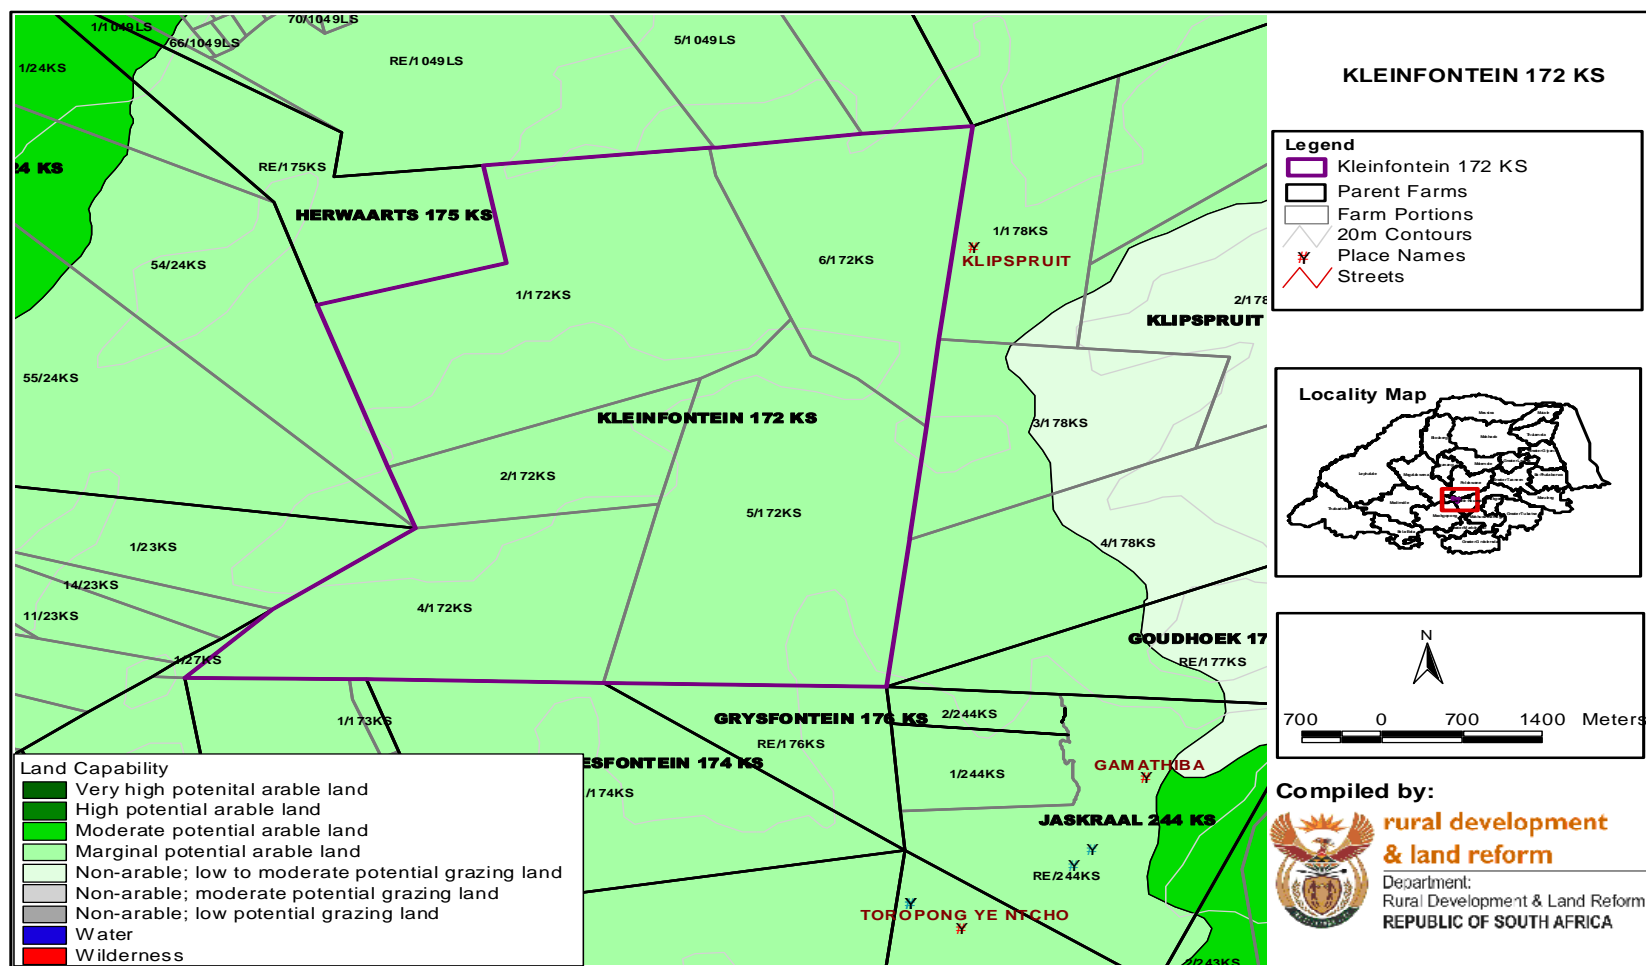 1/1049LS
70/1049LS
66/1049LS
5/1049LS
RE/1049LS
1/24KS
RE/175KS
24 KS
HERWAARTS 175 KS
1/178KS
54/24KS
6/172KS
KLIPSPRUIT
1/172KS
2/178
KLIPSPRUIT
55/24KS
KLEINFONTEIN 172 KS
3/178KS
2/172KS
5/172KS
1/23KS
4/178KS
14/23KS
4/172KS
11/23KS
GOUDHOEK 17
1/27KS
RE/177KS
1/173KS
GRYSFONTEIN 176 KS
2/244KS
RE/176KS
ESFONTEIN 174 KS
1/244KS
GAMATHIBA
/174KS
JASKRAAL 244 KS
RE/244KS
TOROPONG YE NTCHO
2/243KS
Land Capability
Very high potenital arable land
High potential arable land
Moderate potential arable land
Marginal potential arable land
Non-arable; low to moderate potential grazing land
Non-arable; moderate potential grazing land
Non-arable; low potential grazing land
Water
Wilderness
KLEINFONTEIN 172 KS
Legend
Kleinfontein 172 KS
Parent Farms
Farm Portions
20m Contours
Place Names
Streets
Locality Map
N
700 0 700 1400 Meters
Compiled by:
rural development
& land reform
Department:
Rural Development & Land Reform
REPUBLIC OF SOUTH AFRICA